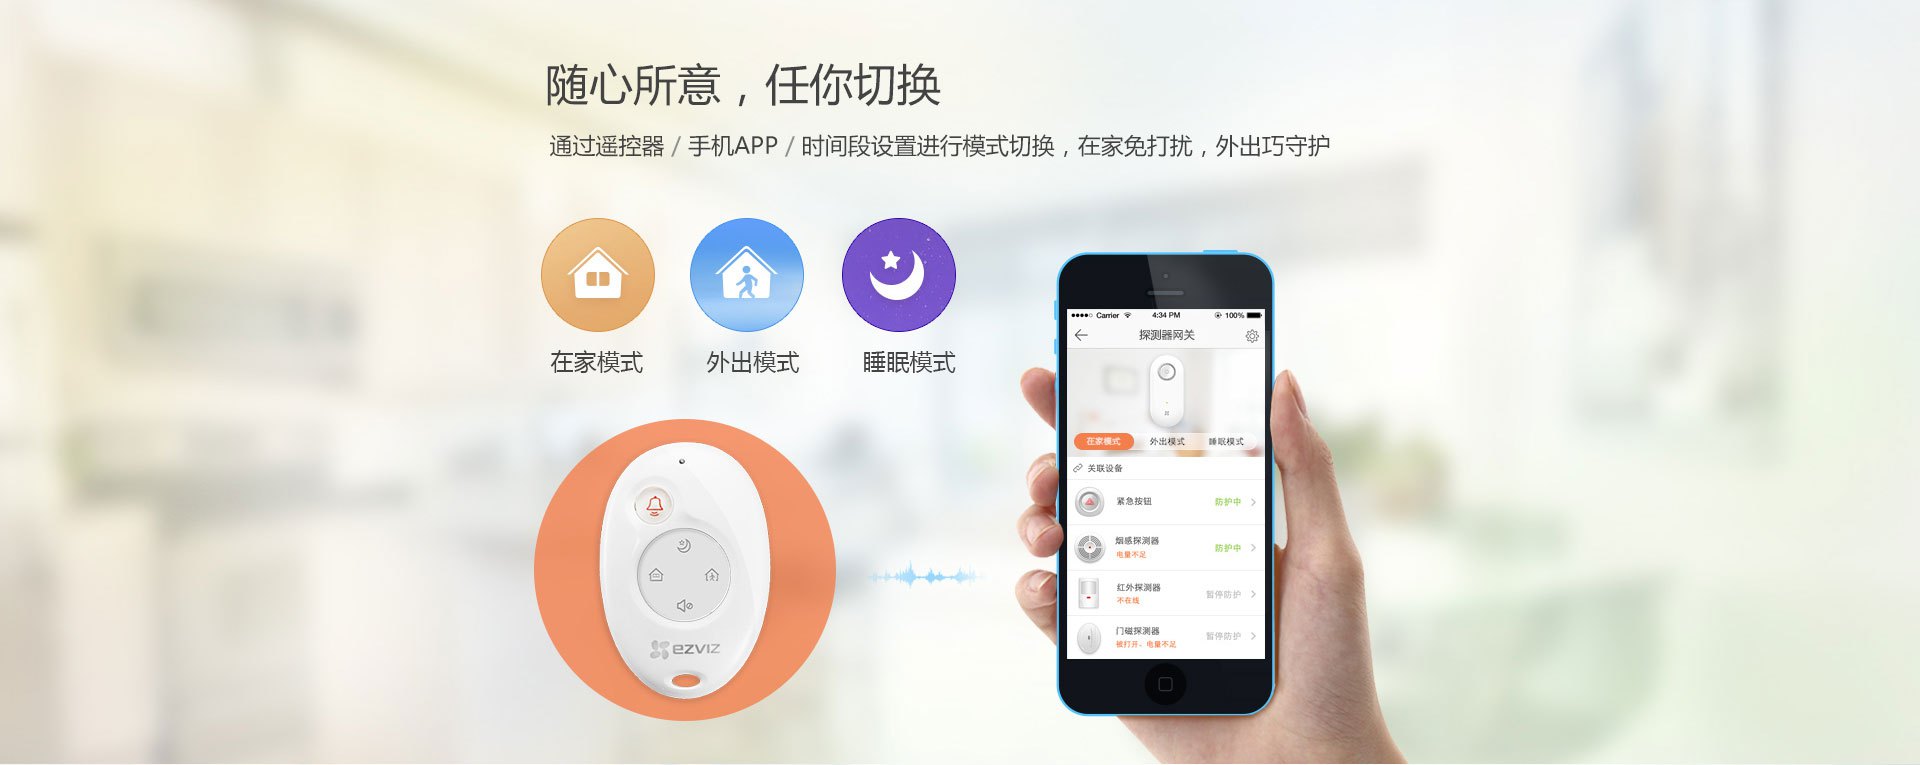 随心所意，任你切换
通过遥控器 / 手机APP / 时间段设置进行模式切换，在家免打扰，外出巧守护
在家模式 外出模式 睡眠模式
ezviz
Carrier 4:34 PM 100%
探测器网关
在家模式 外出模式 睡眠模式
关联设备
紧急按钮 防护中
烟感探测器 防护中
电量不足
红外探测器 暂停防护
不在线
门磁探测器 暂停防护
被打开、电量不足